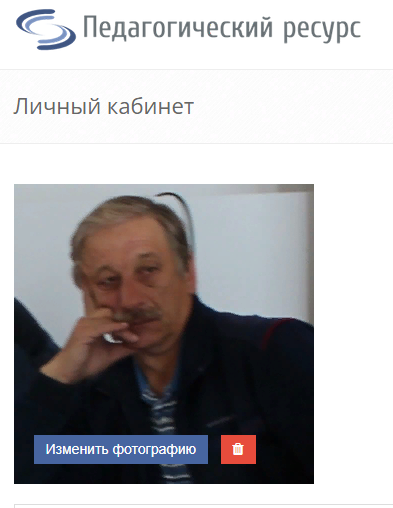 Педагогический ресурс
Личный кабинет
Изменить фотографию